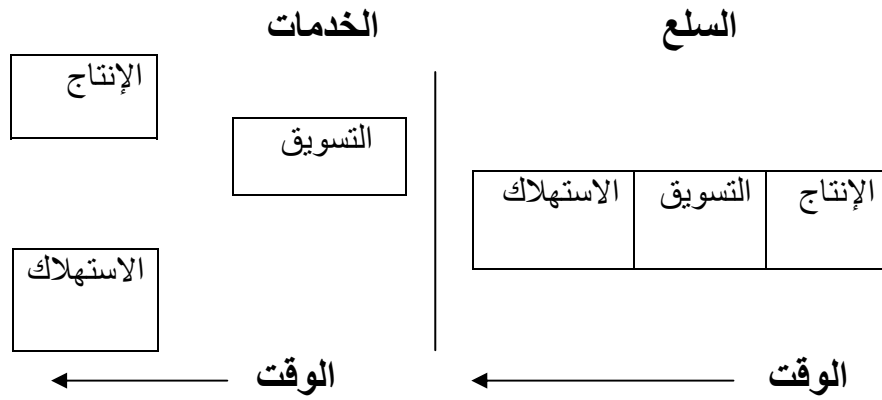 السلع
الخدمات
الإنتاج
التسويق
الاستهلاك
الإنتاج
التسويق
الاستهلاك
الوقت
الوقت